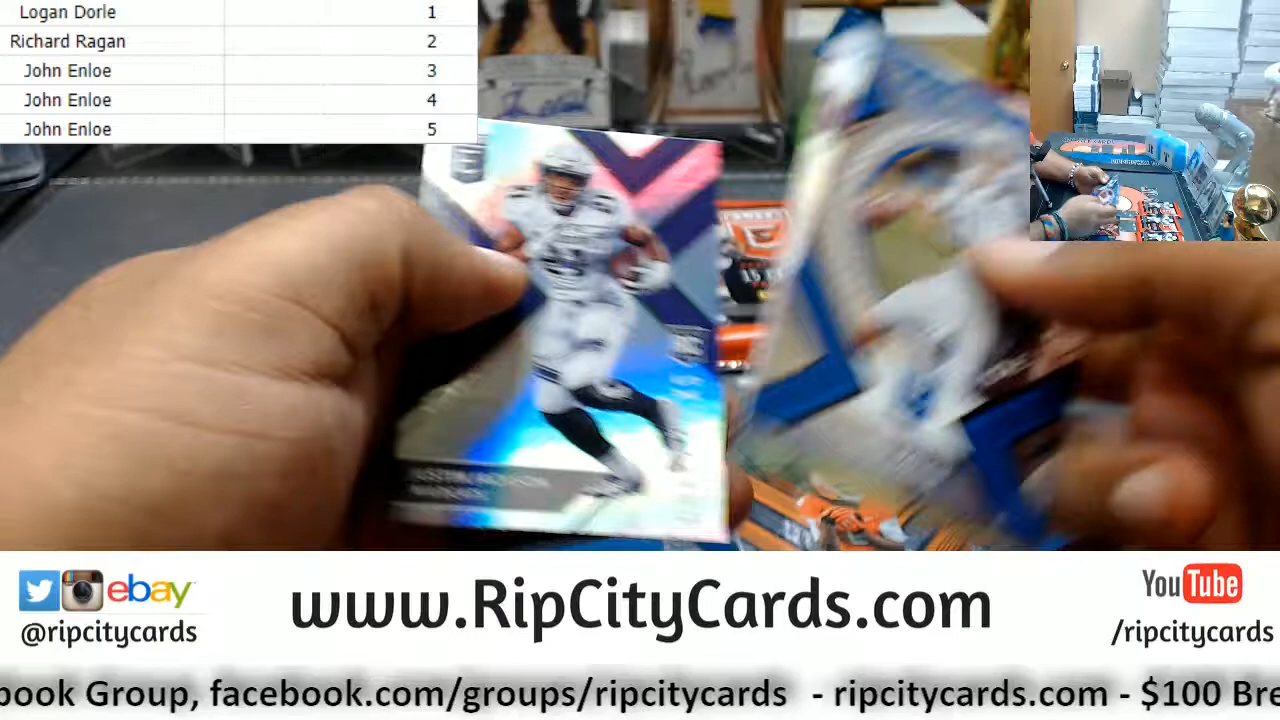 Logan Dorle 1
Richard Ragan 2
John Enloe 3
John Enloe 4
John Enloe 5
ebay
@ripcitycards
www.RipCityCards.com
YouTube
/ripcitycards
book Group, facebook.com/groups/ripcitycards - ripcitycards.com - $100 Bre